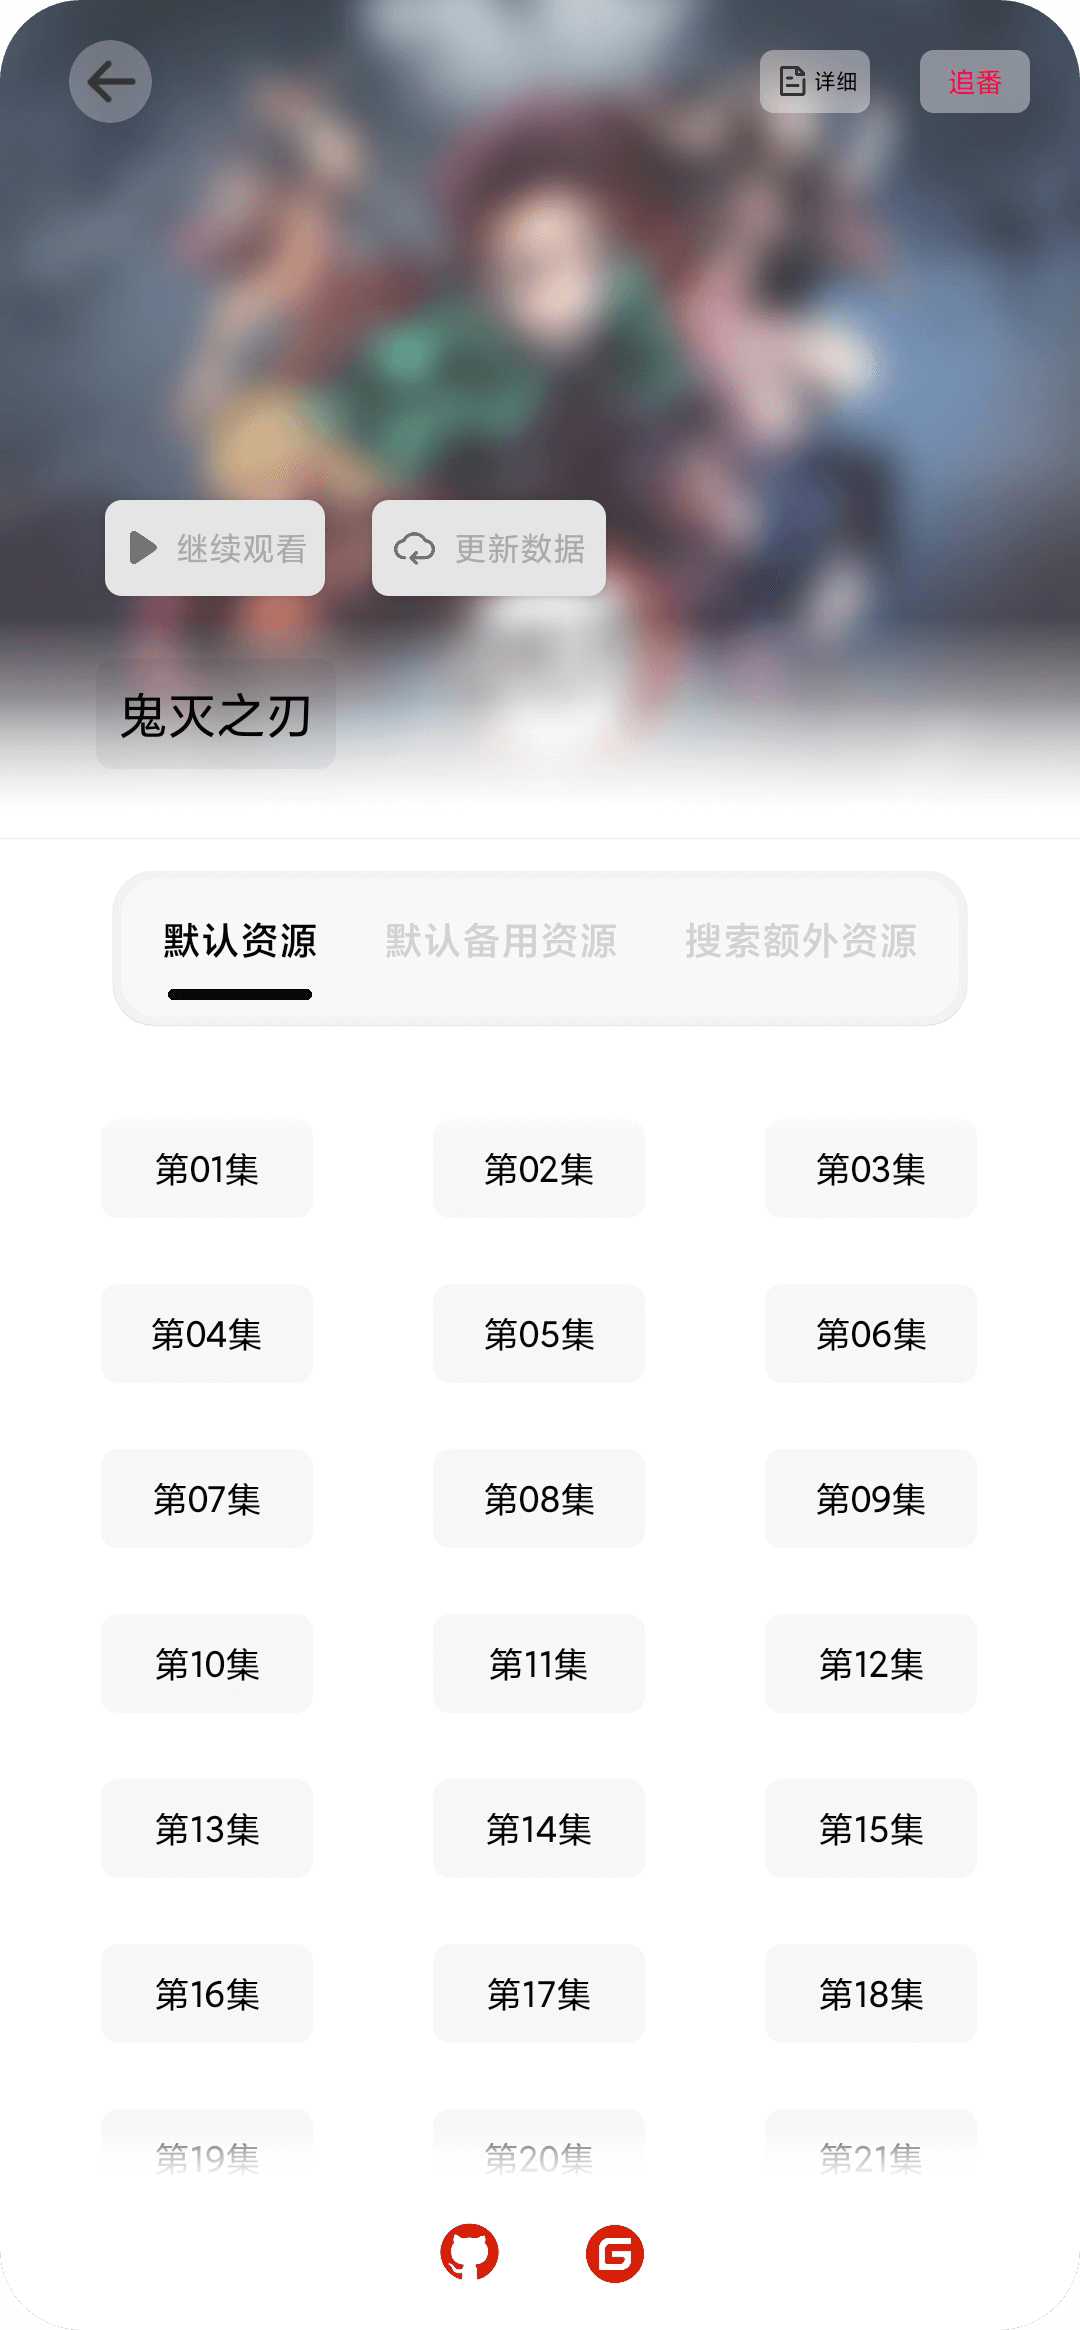 详细 追番
继续观看 更新数据
鬼灭之刃
默认资源 默认备用资源 搜索额外资源
第01集 第02集 第03集
第04集 第05集 第06集
第07集 第08集 第09集
第10集 第11集 第12集
第13集 第14集 第15集
第16集 第17集 第18集
第19集 第20集 第21集